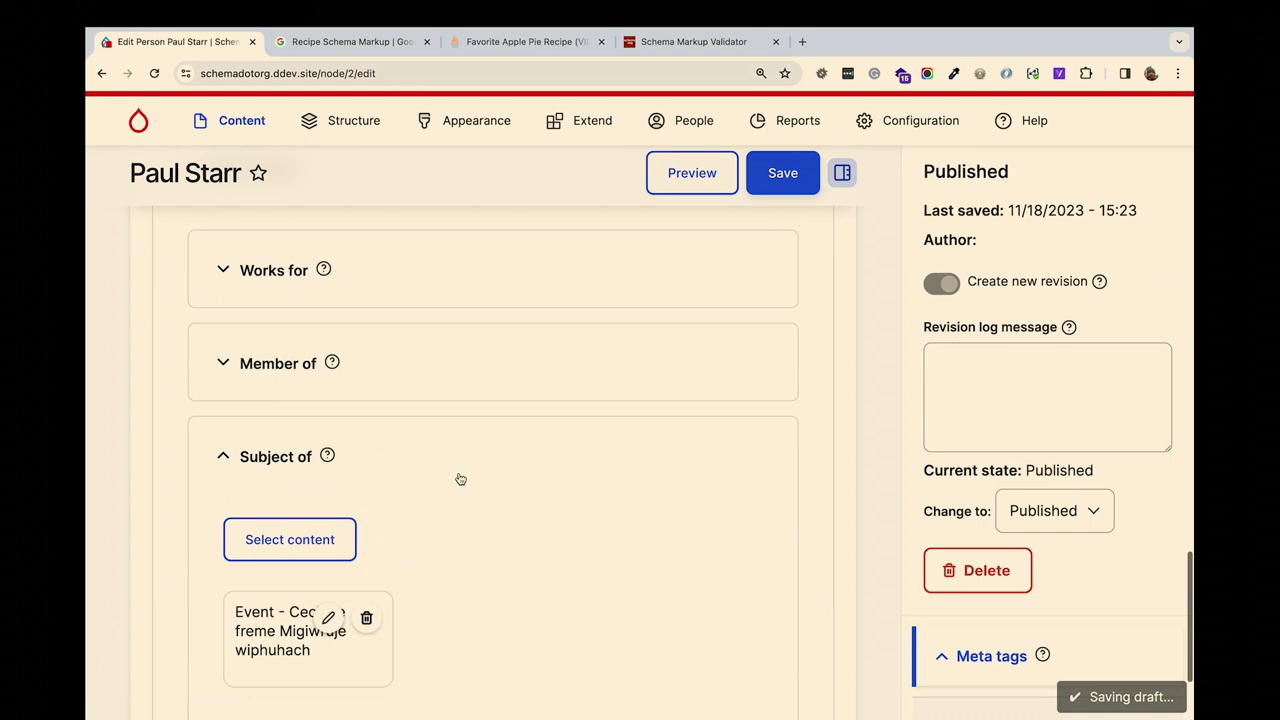 Edit Person Paul Starr | Schem
Recipe Schema Markup | Goo
Favorite Apple Pie Recipe (VI
Schema Markup Validator
schemadotorg.ddev.site/node/2/edit
15
Content
Structure
Appearance
Extend
People
Reports
Configuration
Help
Paul Starr
Preview
Save
Works for
Member of
Subject of
Select content
Event -
freme
wiphuhach
Published
Last saved: 11/18/2023 - 15:23
Author:
Create new revision
Revision log message
Current state: Published
Change to:
Published
Delete
Meta tags
Saving draft...